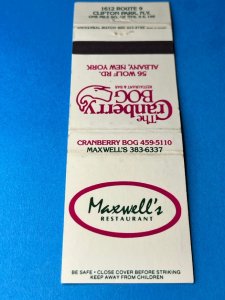 1612 ROUTE 9
CLIFTON PARK, N.Y.
The
Cranberry
BOG
RESTAURANT & BAR
56 WOLF RD.
ALBANY, NEW YORK
CRANBERRY BOG 459-5110
MAXWELL'S 383-6337
Maxwell's
RESTAURANT
BE SAFE • CLOSE COVER BEFORE STRIKING
KEEP AWAY FROM CHILDREN